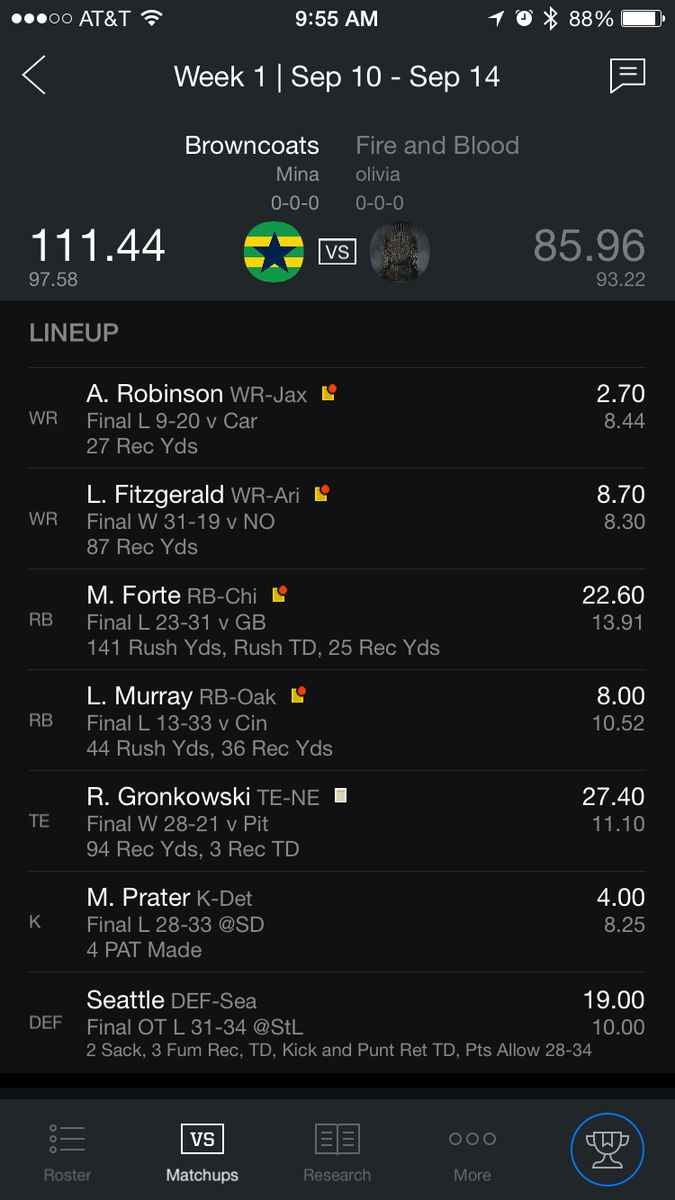 AT&T 9:55 AM 88%
Week 1 | Sep 10 - Sep 14
Browncoats Fire and Blood
Mina olivia
0-0-0 0-0-0
111.44 VS 85.96
97.58 93.22
LINEUP
A. Robinson WR-Jax 2.70
WR Final L 9-20 v Car 8.44
27 Rec Yds
L. Fitzgerald WR-Ari 8.70
WR Final W 31-19 v NO 8.30
87 Rec Yds
M. Forte RB-Chi 22.60
RB Final L 23-31 v GB 13.91
141 Rush Yds, Rush TD, 25 Rec Yds
L. Murray RB-Oak 8.00
RB Final L 13-33 v Cin 10.52
44 Rush Yds, 36 Rec Yds
R. Gronkowski TE-NE 27.40
TE Final W 28-21 v Pit 11.10
94 Rec Yds, 3 Rec TD
M. Prater K-Det 4.00
K Final L 28-33 @SD 8.25
4 PAT Made
Seattle DEF-Sea 19.00
DEF Final OT L 31-34 @StL 10.00
2 Sack, 3 Fum Rec, TD, Kick and Punt Ret TD, Pts Allow 28-34
VS
Roster Matchups Research More